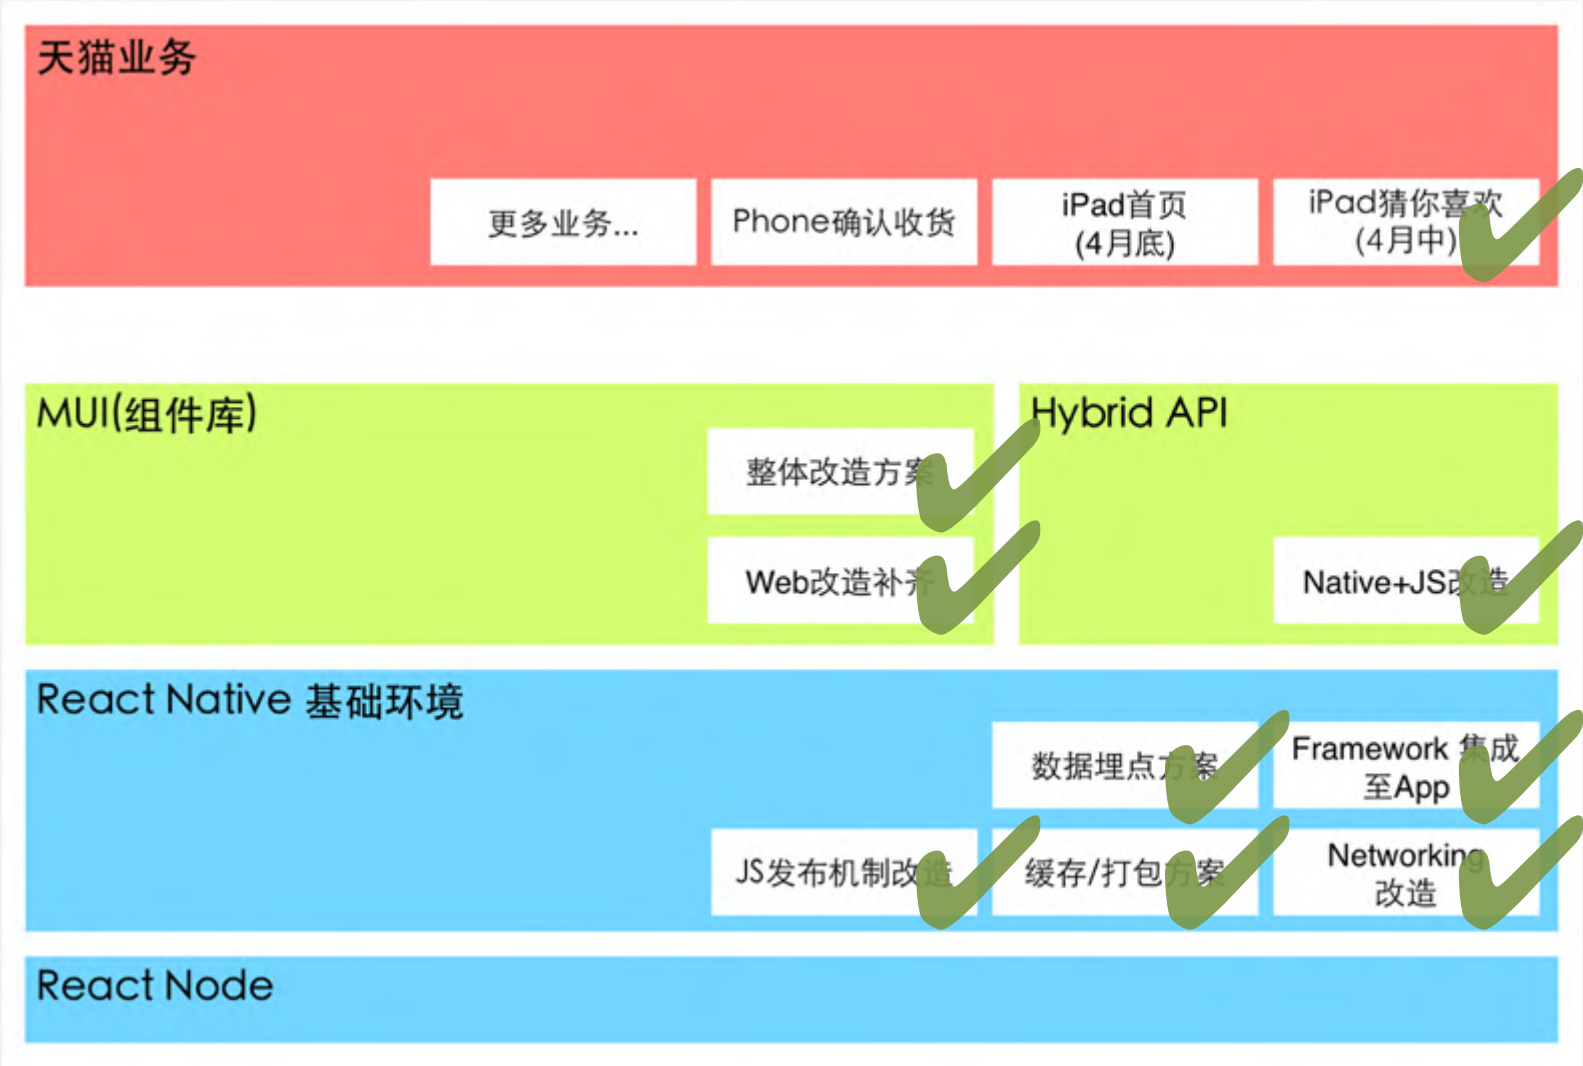 天猫业务
更多业务...
Phone确认收货
iPad首页
(4月底)
iPad猜你喜欢
(4月中)
MUI(组件库)
整体改造方案
Web改造补齐
Hybrid API
Native+JS改造
React Native 基础环境
数据埋点方案
Framework 集成
至App
JS发布机制改造
缓存/打包方案
Networking
改造
React Node